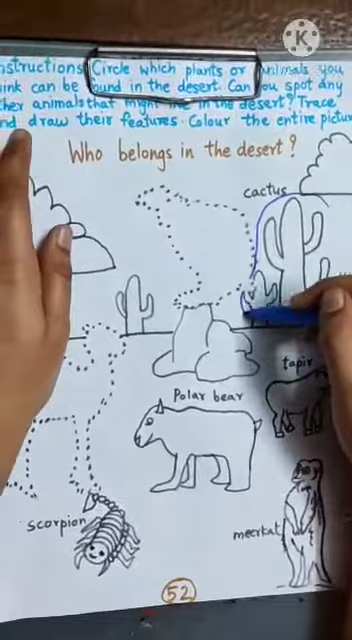 nstructions Circle which plants or animals you
ink can be found in the desert. Can you spot any
her animals that might in the desert? Trace
nd draw their features. Colour the entire pictur
Who belongs in the desert?
cactus
tapir
Polar bear
scorpion
meerkat
52
K